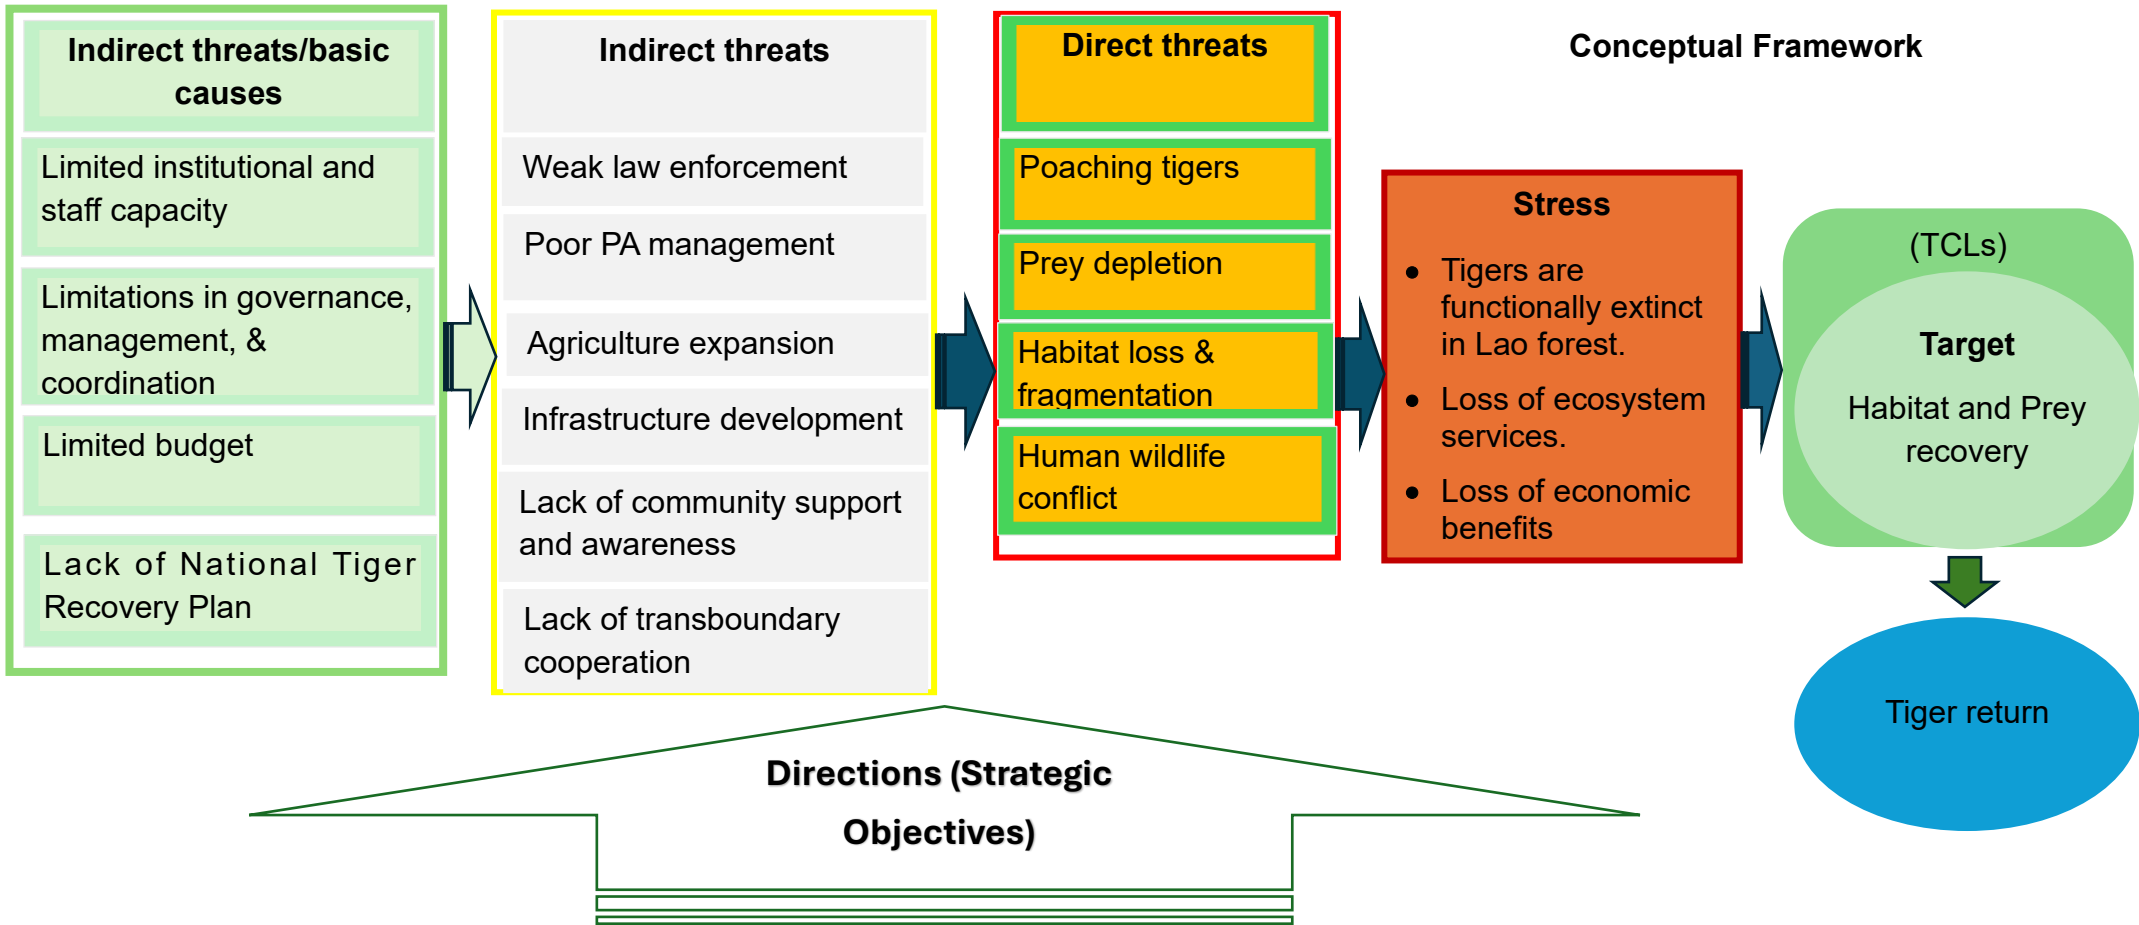 Indirect threats/basic
causes
Limited institutional and
staff capacity
Limitations in governance,
management, &
coordination
Limited budget
Lack of National Tiger
Recovery Plan
Indirect threats
Weak law enforcement
Poor PA management
Agriculture expansion
Infrastructure development
Lack of community support
and awareness
Lack of transboundary
cooperation
Direct threats
Poaching tigers
Prey depletion
Habitat loss &
fragmentation
Human wildlife
conflict
Conceptual Framework
Stress
• Tigers are
functionally extinct
in Lao forest.
• Loss of ecosystem
services.
• Loss of economic
benefits
(TCLs)
Target
Habitat and Prey
recovery
Tiger return
Directions (Strategic
Objectives)